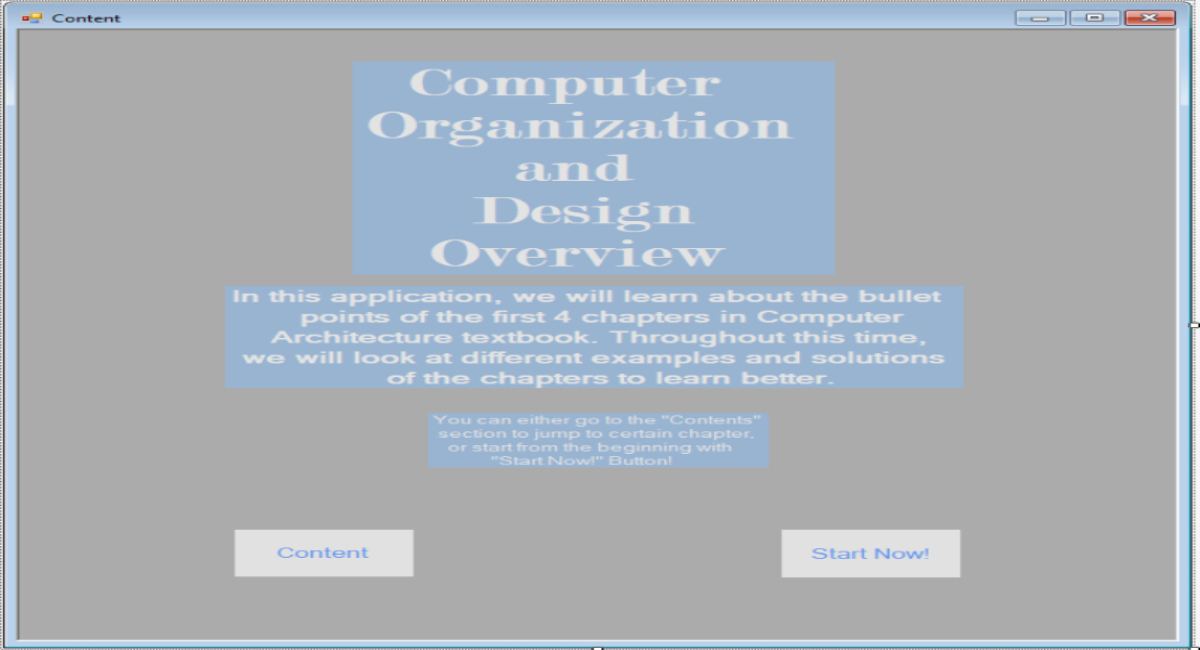 Content
Computer
Organization
and
Design
Overview
In this application, we will learn about the bullet
points of the first 4 chapters in Computer
Architecture textbook. Throughout this time,
we will look at different examples and solutions
of the chapters to learn better.
You can either go to the "Contents"
section to jump to certain chapter,
or start from the beginning with
"Start Now!" Button!
Content
Start Now!